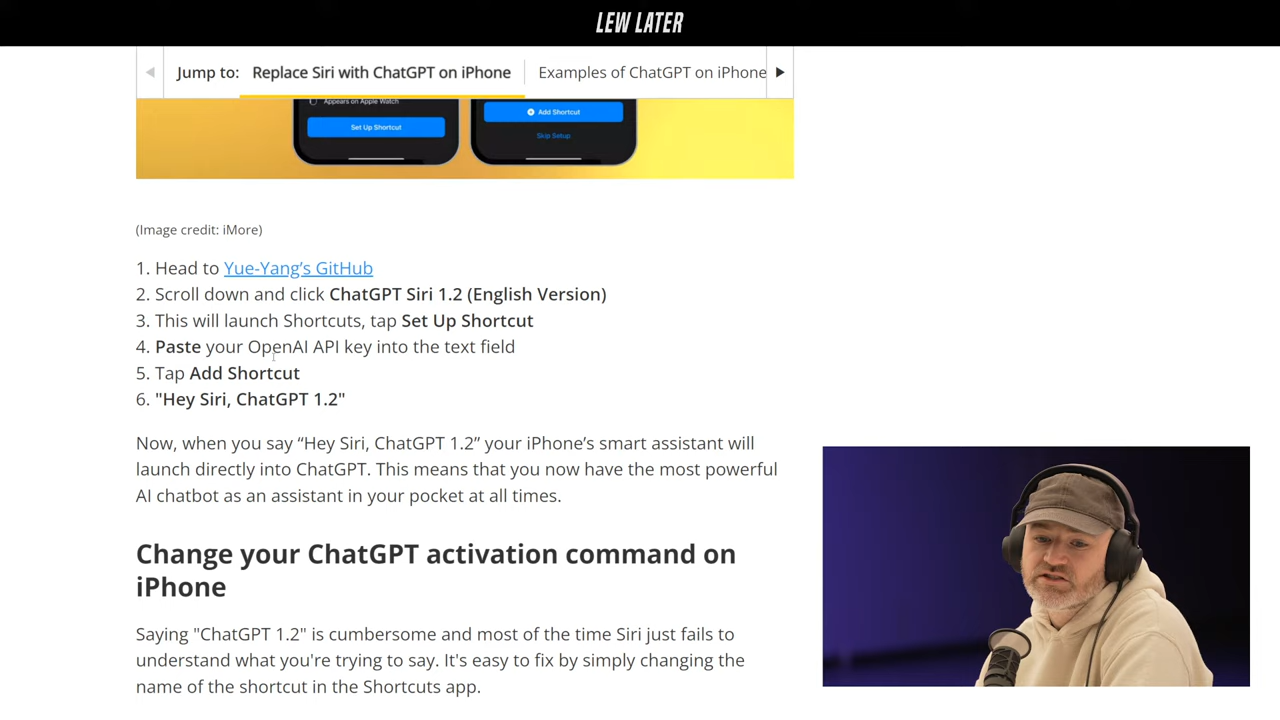 LEW LATER
Jump to: Replace Siri with ChatGPT on iPhone Examples of ChatGPT on iPhone
Appears on Apple Watch
Set Up Shortcut
Add Shortcut
Skip Setup
(Image credit: iMore)
1. Head to Yue-Yang’s GitHub
2. Scroll down and click ChatGPT Siri 1.2 (English Version)
3. This will launch Shortcuts, tap Set Up Shortcut
4. Paste your OpenAI API key into the text field
5. Tap Add Shortcut
6. "Hey Siri, ChatGPT 1.2"
Now, when you say “Hey Siri, ChatGPT 1.2” your iPhone’s smart assistant will
launch directly into ChatGPT. This means that you now have the most powerful
AI chatbot as an assistant in your pocket at all times.
Change your ChatGPT activation command on
iPhone
Saying "ChatGPT 1.2" is cumbersome and most of the time Siri just fails to
understand what you're trying to say. It's easy to fix by simply changing the
name of the shortcut in the Shortcuts app.